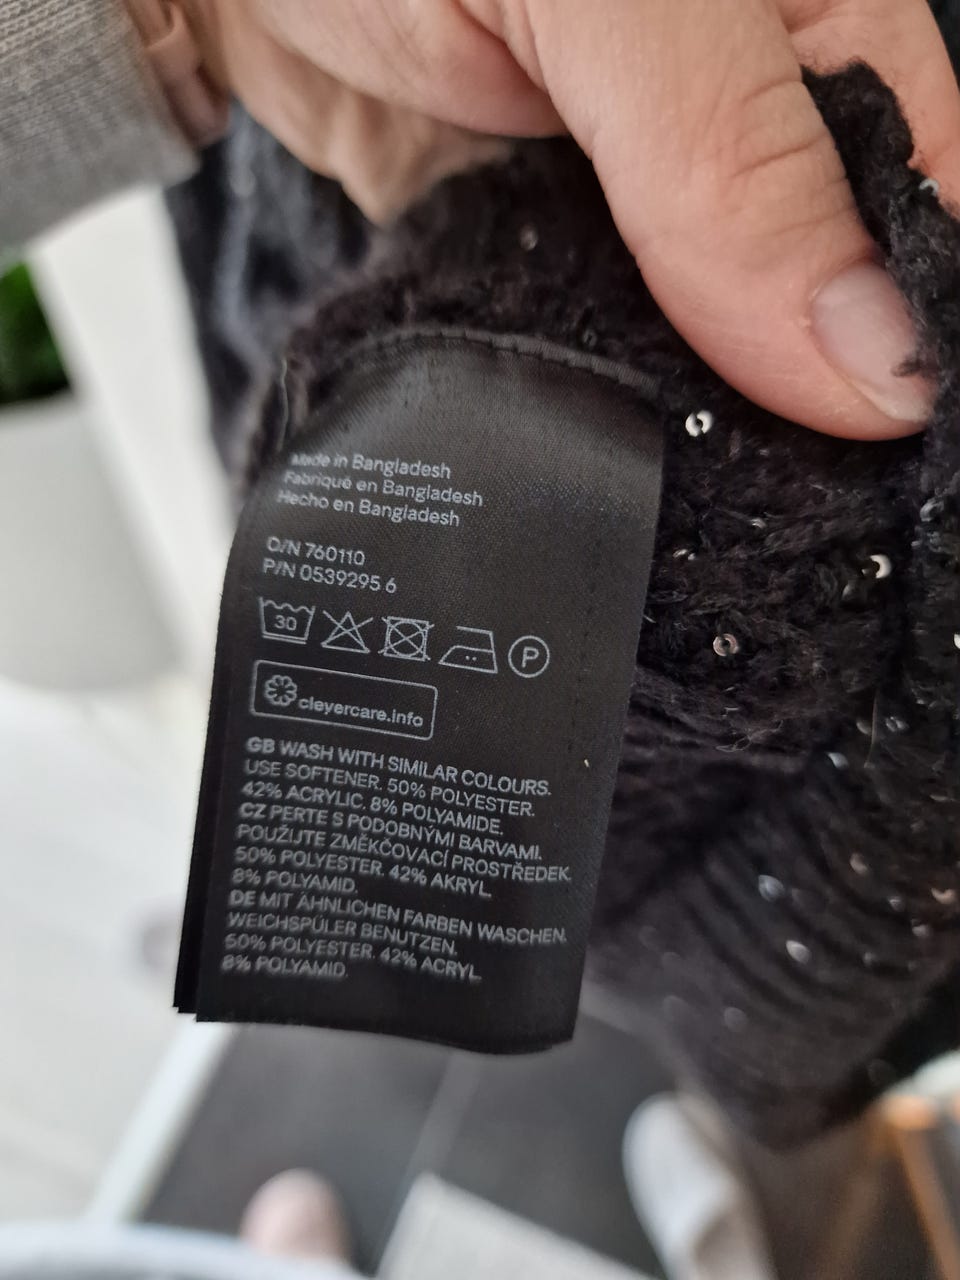 Made in Bangladesh
Fabriqué en Bangladesh
Hecho en Bangladesh
O/N 760110
P/N 0539295 6
30 P
clevercare.info
GB WASH WITH SIMILAR COLOURS.
USE SOFTENER. 50% POLYESTER.
42% ACRYLIC. 8% POLYAMIDE.
CZ PERTE S PODOBNÝMI BARVAMI.
POUŽIJTE ZMĚKČOVACÍ PROSTŘEDEK.
50% POLYESTER. 42% AKRYL.
8% POLYAMID.
DE MIT ÄHNLICHEN FARBEN WASCHEN.
WEICHSPÜLER BENUTZEN.
50% POLYESTER. 42% ACRYL.
8% POLYAMID.